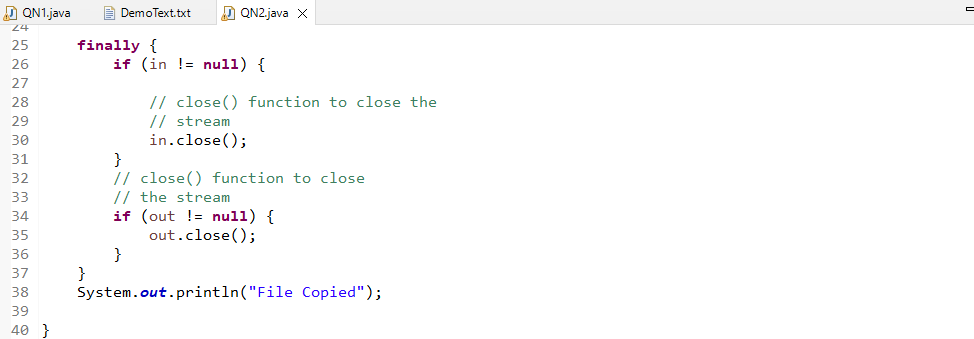 QN1.java DemoText.txt QN2.java
24
25     finally {
26         if (in != null) {
27
28             // close() function to close the
29             // stream
30             in.close();
31         }
32         // close() function to close
33         // the stream
34         if (out != null) {
35             out.close();
36         }
37     }
38     System.out.println("File Copied");
39
40 }